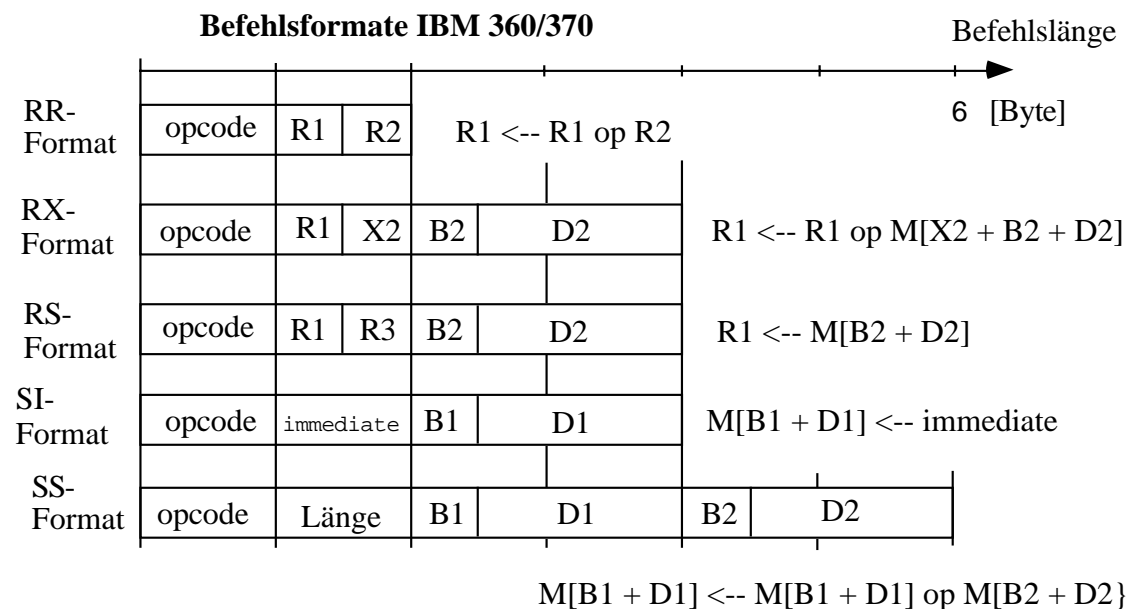 Befehlsformate IBM 360/370
Befehlslänge
6 [Byte]
RR-
Format
opcode R1 R2 R1 <-- R1 op R2
RX-
Format
opcode R1 X2 B2 D2 R1 <-- R1 op M[X2 + B2 + D2]
RS-
Format
opcode R1 R3 B2 D2 R1 <-- M[B2 + D2]
SI-
Format
opcode immediate B1 D1 M[B1 + D1] <-- immediate
SS-
Format
opcode Länge B1 D1 B2 D2
M[B1 + D1] <-- M[B1 + D1] op M[B2 + D2}